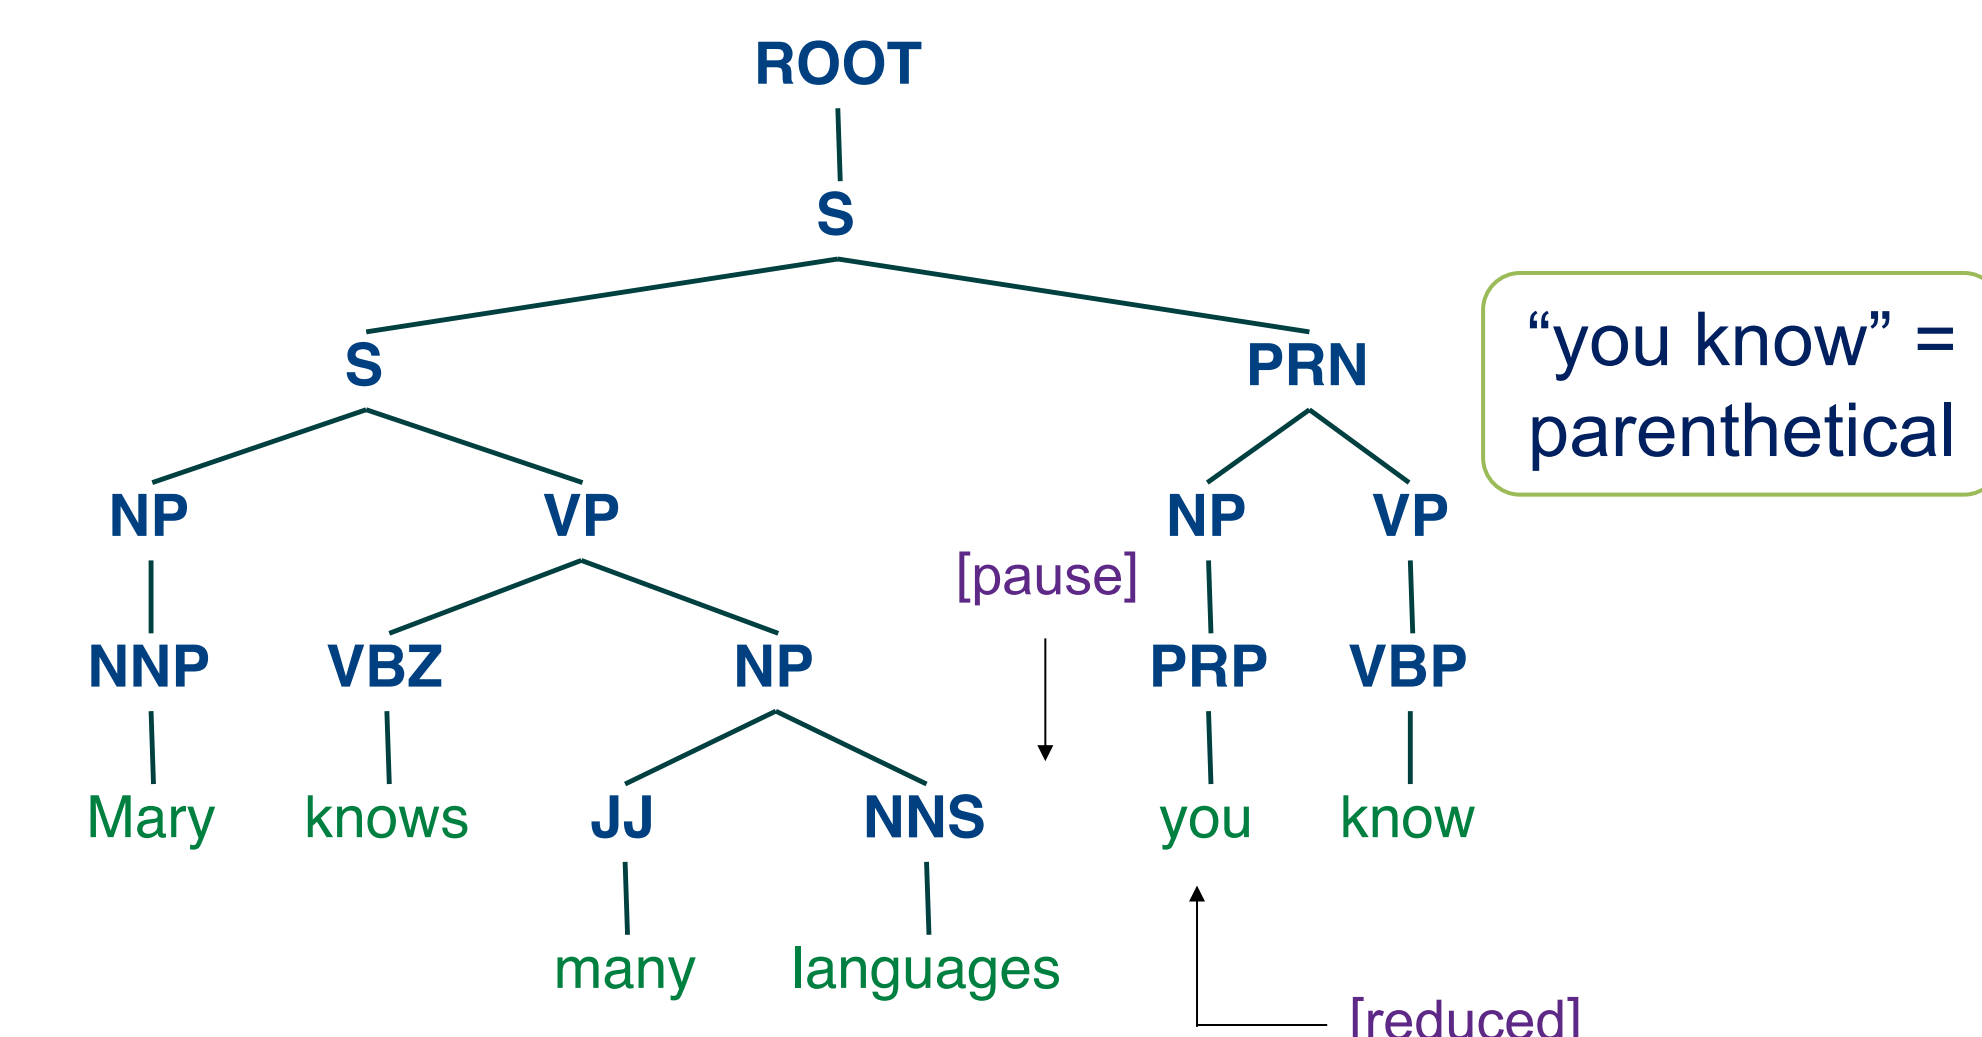 ROOT
S
S PRN
“you know” =
parenthetical
NP VP NP VP
[pause]
NNP VBZ NP PRP VBP
Mary knows JJ NNS you know
many languages
[reduced]